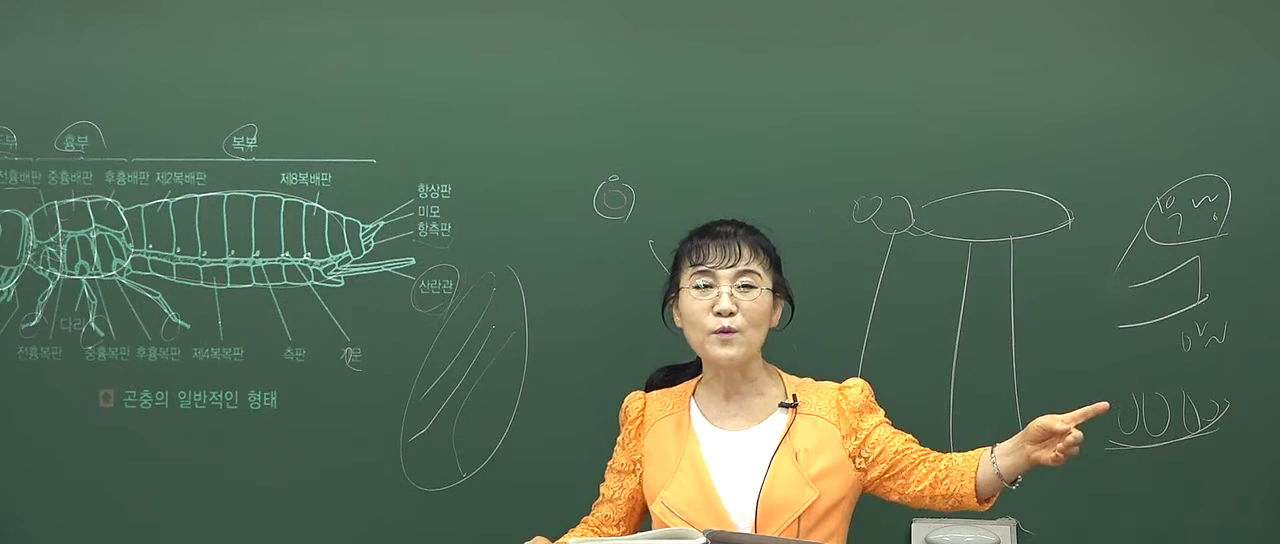 흉부 복부
전흉배판 중흉배판 후흉배판 제2복배판 제8복배판
항상판
미모
항측판
산란관
다리
전흉복판 중흉복판 후흉복판 제4복복판 측판 기문
곤충의 일반적인 형태